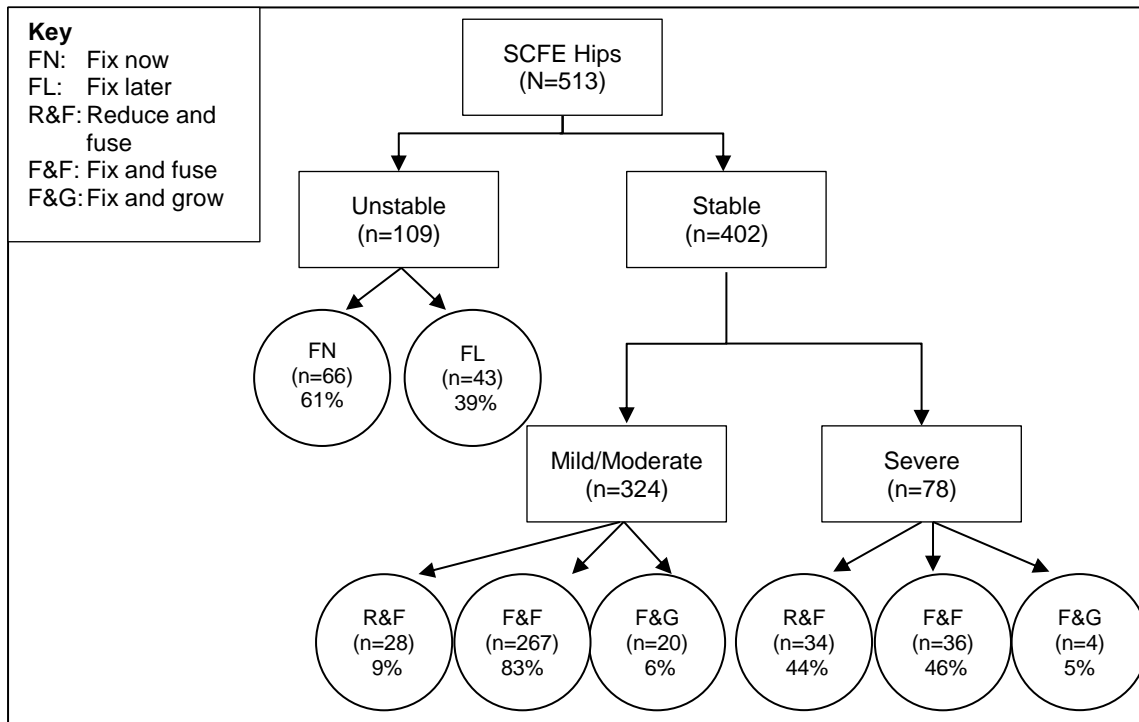 Key
FN: Fix now
FL: Fix later
R&F: Reduce and
fuse
F&F: Fix and fuse
F&G: Fix and grow
SCFE Hips
(N=513)
Unstable
(n=109)
Stable
(n=402)
FN
(n=66)
61%
FL
(n=43)
39%
Mild/Moderate
(n=324)
Severe
(n=78)
R&F
(n=28)
9%
F&F
(n=267)
83%
F&G
(n=20)
6%
R&F
(n=34)
44%
F&F
(n=36)
46%
F&G
(n=4)
5%